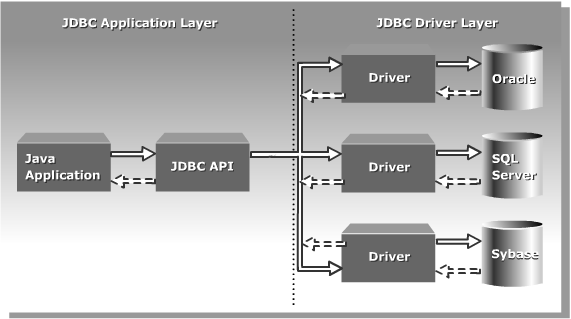 JDBC Application Layer
JDBC Driver Layer
Driver
Oracle
Java
Application
JDBC API
Driver
SQL
Server
Driver
Sybase